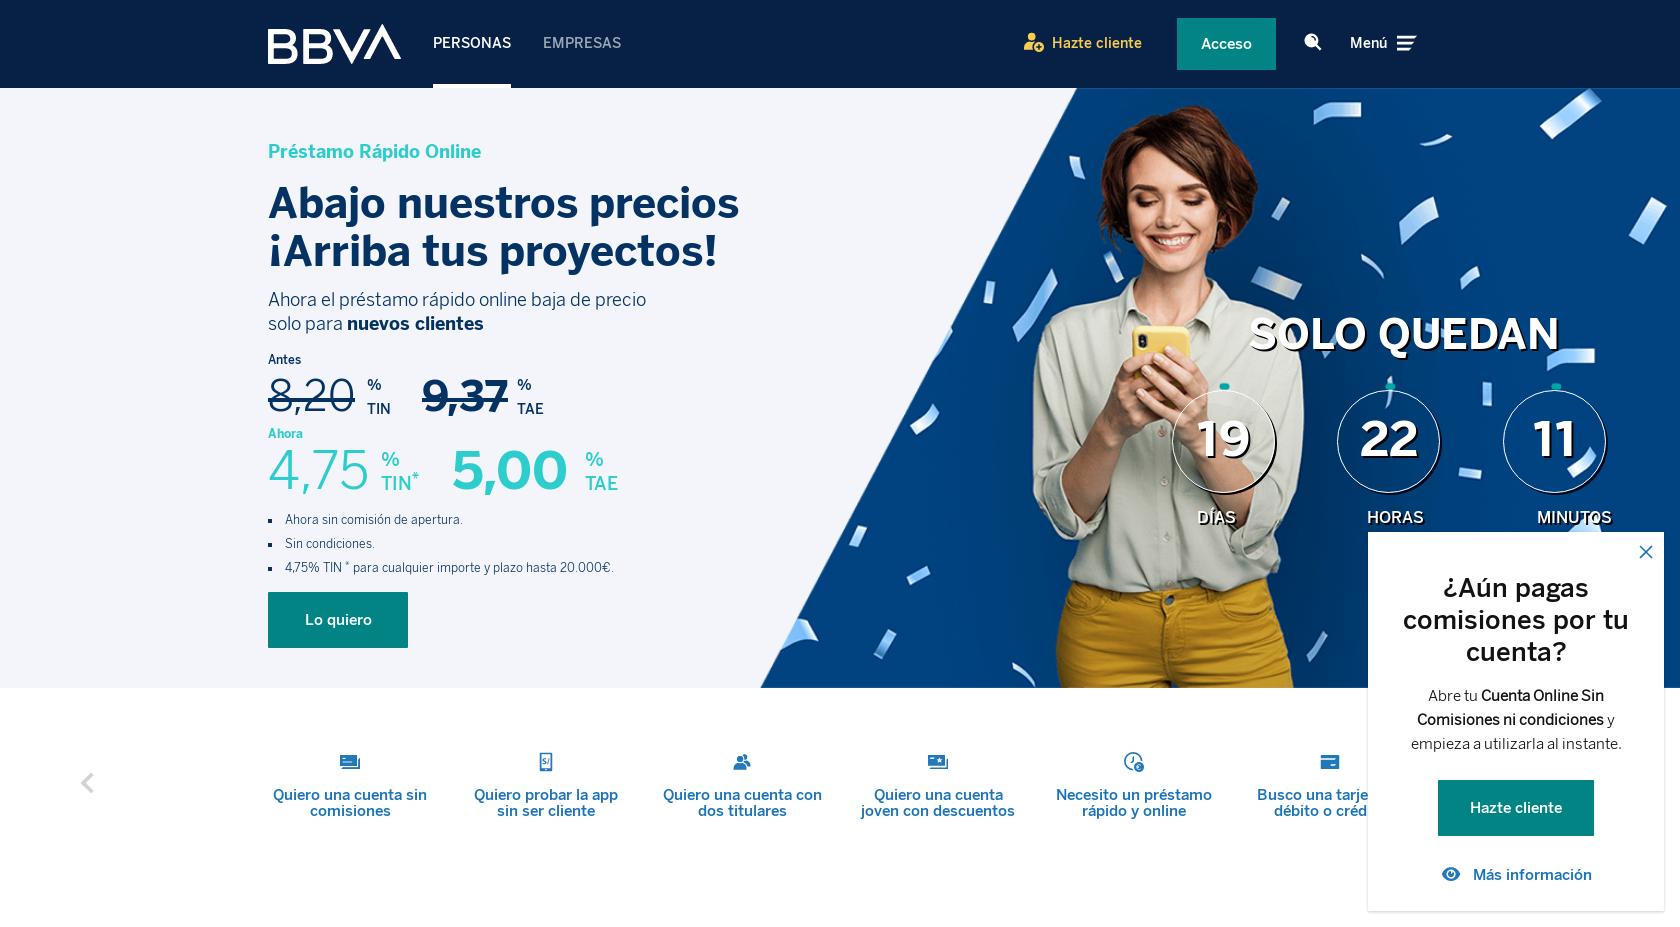 BBVA
PERSONAS
EMPRESAS
Hazte cliente
Acceso
Menú
Préstamo Rápido Online
Abajo nuestros precios
¡Arriba tus proyectos!
Ahora el préstamo rápido online baja de precio
solo para nuevos clientes
Antes
8,20 % TIN 9,37 % TAE
Ahora
4,75 % TIN* 5,00 % TAE
Ahora sin comisión de apertura.
Sin condiciones.
4,75% TIN * para cualquier importe y plazo hasta 20.000€.
Lo quiero
SOLO QUEDAN
19 22 11
DÍAS HORAS MINUTOS
¿Aún pagas
comisiones por tu
cuenta?
Abre tu Cuenta Online Sin
Comisiones ni condiciones y
empieza a utilizarla al instante.
Hazte cliente
Más información
Quiero una cuenta sin
comisiones
Quiero probar la app
sin ser cliente
Quiero una cuenta con
dos titulares
Quiero una cuenta
joven con descuentos
Necesito un préstamo
rápido y online
Busco una tarje
débito o créd